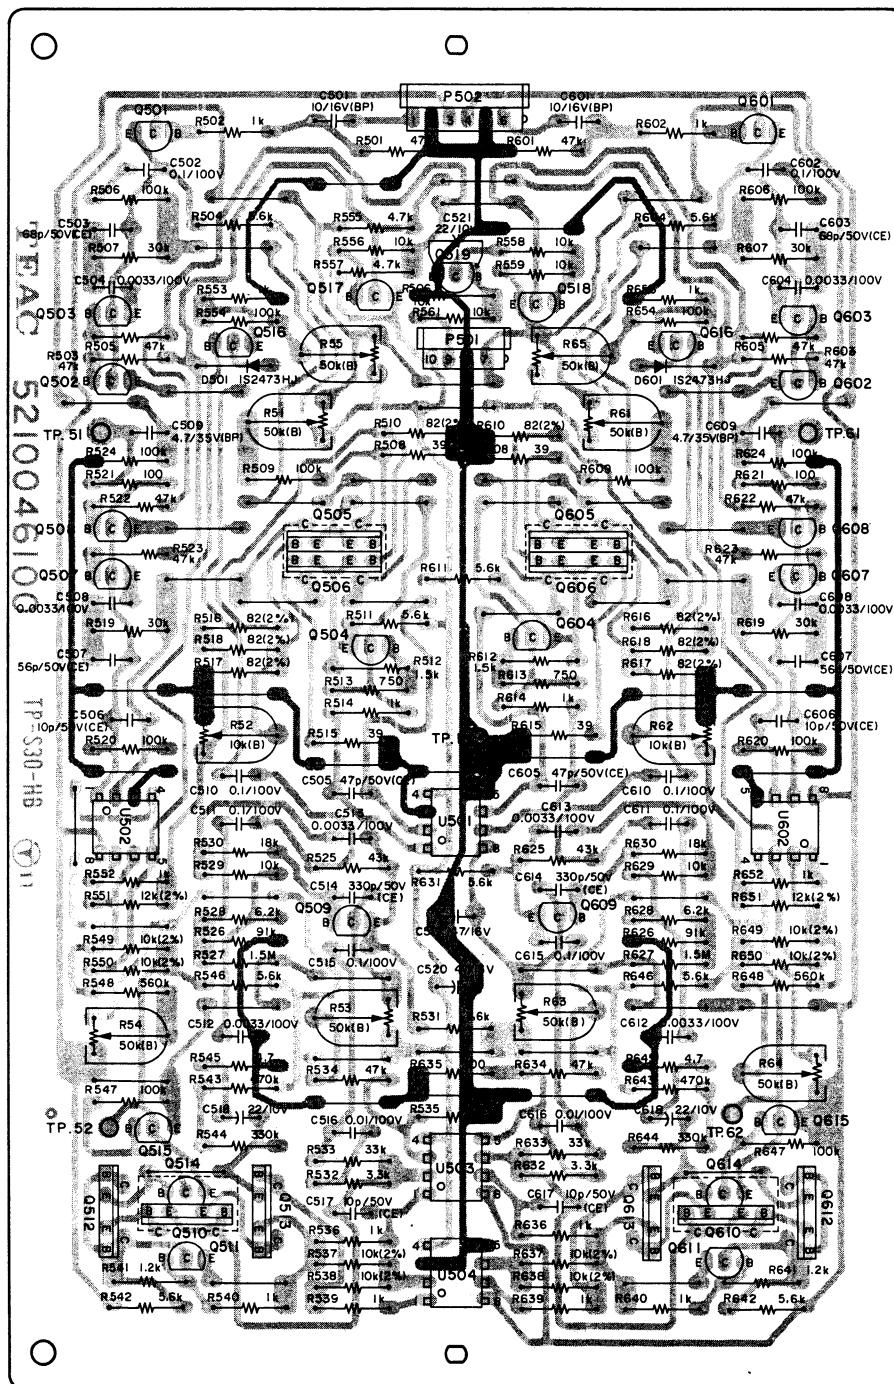 C501
10/16V(BP)
P502
C601
10/16V(BP)
Q501
R502 1k
R602 1k
Q601
R501 47k
R601 47k
C502
0.1/100V
C602
0.1/100V
R506 100k
R606 100k
C503
68p/50V(CE)
R504 5.6k
R555 4.7k
C521
R604 5.6k
C603
68p/50V(CE)
R556 10k
R558 10k
R507 30k
Q519
R607 30k
R557 4.7k
R559 10k
C504 0.0033/100V
C604 0.0033/100V
R553 1k
Q517
Q518
R653 1k
Q503
R554 100k
R561 10k
R654 100k
Q603
Q516
R55
50k(B)
P501
R65
50k(B)
Q616
R505 47k
R503
47k
R605 47k
R603
47k
Q502
D501 1S2473HJ
D601 1S2473HJ
Q602
TEAC 5210046100
TP.51
C509
4.7/35V(BP)
R51
50k(B)
R510 82(2%)
R610 82(2%)
R61
50k(B)
C609
4.7/35V(BP)
TP.61
R508 39
R608 39
R524 100k
R624 100k
R521 100
R509 100k
R609 100k
R621 100
R522 47k
R622 47k
Q508
Q505
Q605
Q608
R523
47k
R623
47k
Q507
Q506
R611 5.6k
Q606
Q607
C508
0.0033/100V
C608
0.0033/100V
R519 30k
R516 82(2%)
R511 5.6k
R616 82(2%)
R619 30k
R518 82(2%)
Q504
Q604
R618 82(2%)
C507
56p/50V(CE)
R517 82(2%)
R512
1.5k
R612
1.5k
R617 82(2%)
C607
56p/50V(CE)
R513 750
R613 750
R514 1k
R614 1k
C506
10p/50V(CE)
R52
10k(B)
R515 39
R615 39
R62
10k(B)
C606
10p/50V(CE)
R520 100k
R620 100k
C510 0.1/100V
C505 47p/50V(CE)
C605 47p/50V(CE)
C610 0.1/100V
U502
C511 0.1/100V
C513
0.0033/100V
U501
C613
0.0033/100V
C611 0.1/100V
U602
R530 18k
R525 43k
R625 43k
R630 18k
R552 1k
R529 10k
R631 5.6k
R629 10k
R652 1k
R551 12k(2%)
C514 330p/50V
(CE)
C614 330p/50V
(CE)
R651 12k(2%)
R528 6.2k
Q509
Q609
R628 6.2k
R549 10k(2%)
R526 91k
R626 91k
R649 10k(2%)
R550 10k(2%)
R527 1.5M
C515 0.1/100V
C615 0.1/100V
R627 1.5M
R650 10k(2%)
R548 560k
R546 5.6k
C520
R646 5.6k
R648 560k
R54
50k(B)
C512 0.0033/100V
R53
50k(B)
R531
R63
50k(B)
C612 0.0033/100V
R545 4.7
R534 47k
R635
R634 47k
R645 4.7
R64
50k(B)
R547 100k
R543 470k
R643 470k
TP.52
C518 22/10V
C516 0.01/100V
R535
C616 0.01/100V
C618 22/10V
TP.62
Q615
Q515
R544 330k
R533 33k
U503
R633 33k
R644 330k
R647 100k
Q514
R532 3.3k
R632 3.3k
Q614
Q512
Q513
C517 10p/50V
(CE)
C617 10p/50V
(CE)
Q613
Q612
Q510
R536 1k
R636 1k
Q610
Q511
R537 10k(2%)
U504
R637 10k(2%)
Q611
R541 1.2k
R538 10k(2%)
R638 10k(2%)
R641 1.2k
R542 5.6k
R540 1k
R539 1k
R639 1k
R640 1k
R642 5.6k